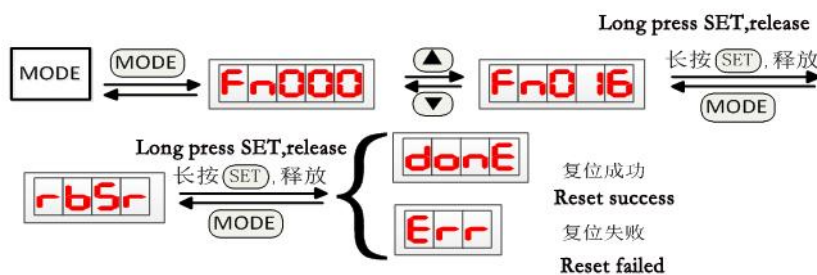 Long press SET,release
MODE MODE Fn000 ▲ ▼ Fn016 长按 SET, 释放 MODE
Long press SET,release
rbSr 长按 SET, 释放 MODE donE 复位成功
Reset success
Err 复位失败
Reset failed